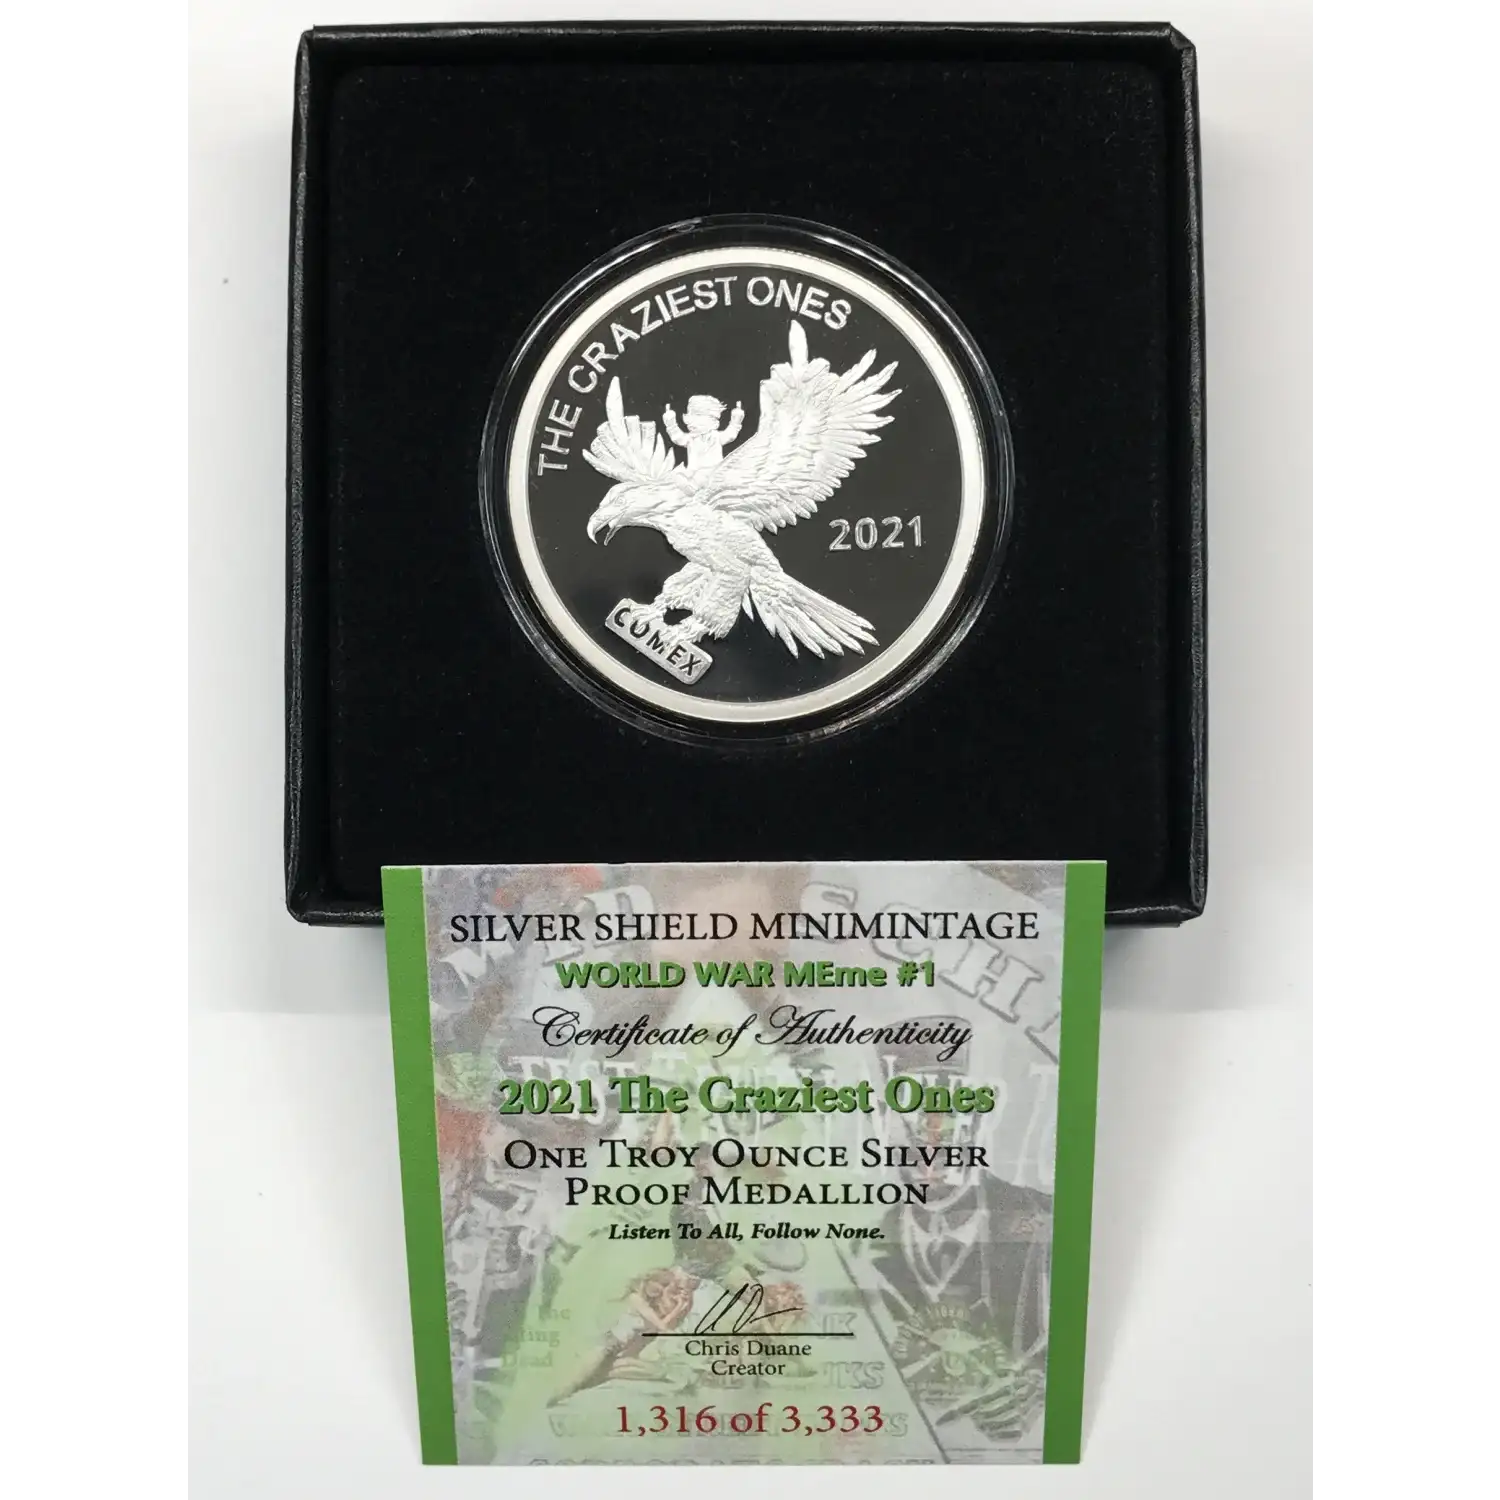 THE CRAZIEST ONES
2021
COMEX
SILVER SHIELD MINIMINTAGE
WORLD WAR MEme #1
Certificate of Authenticity
2021 The Craziest Ones
ONE TROY OUNCE SILVER
PROOF MEDALLION
Listen To All, Follow None.
Chris Duane
Creator
1,316 of 3,333